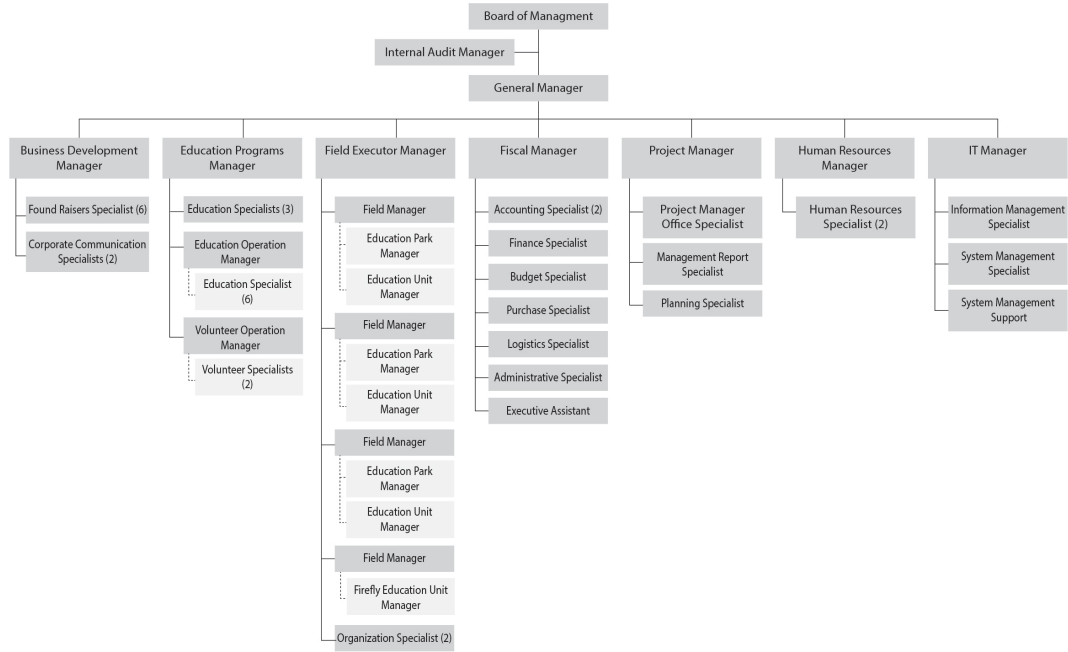 Board of Managment
Internal Audit Manager
General Manager
Business Development
Manager
Found Raisers Specialist (6)
Corporate Communication
Specialists (2)
Education Programs
Manager
Education Specialists (3)
Education Operation
Manager
Education Specialist
(6)
Volunteer Operation
Manager
Volunteer Specialists
(2)
Field Executor Manager
Field Manager
Education Park
Manager
Education Unit
Manager
Field Manager
Education Park
Manager
Education Unit
Manager
Field Manager
Education Park
Manager
Education Unit
Manager
Field Manager
Firefly Education Unit
Manager
Organization Specialist (2)
Fiscal Manager
Accounting Specialist (2)
Finance Specialist
Budget Specialist
Purchase Specialist
Logistics Specialist
Administrative Specialist
Executive Assistant
Project Manager
Project Manager
Office Specialist
Management Report
Specialist
Planning Specialist
Human Resources
Manager
Human Resources
Specialist (2)
IT Manager
Information Management
Specialist
System Management
Specialist
System Management
Support